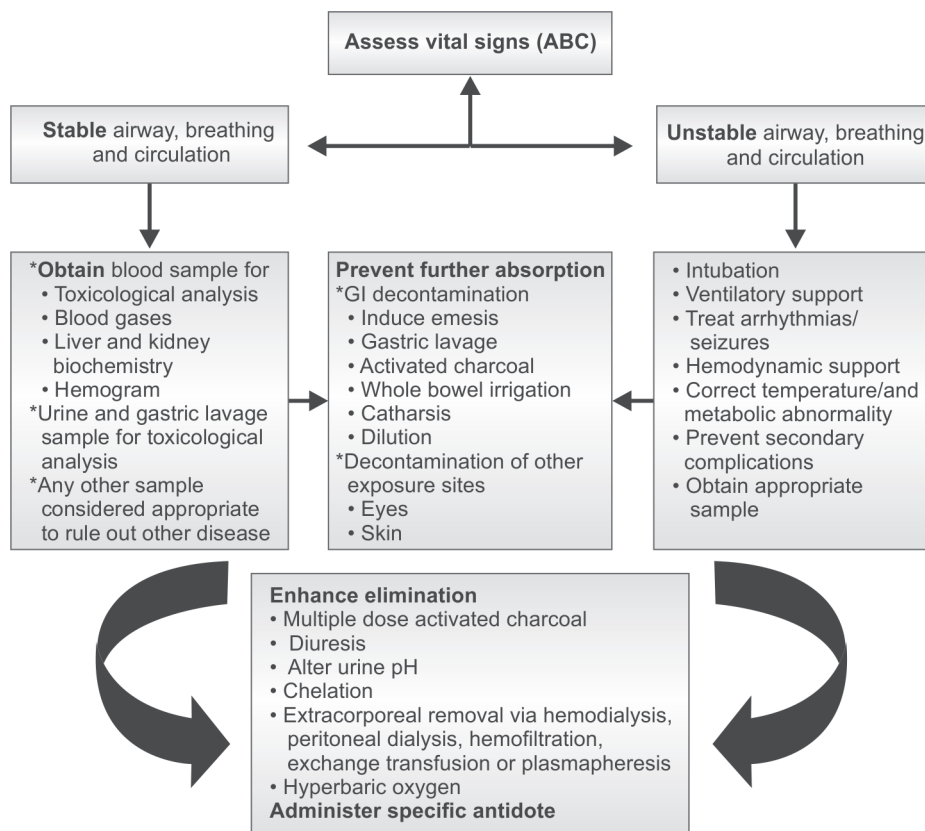 Assess vital signs (ABC)
Stable airway, breathing
and circulation
Unstable airway, breathing
and circulation
*Obtain blood sample for
• Toxicological analysis
• Blood gases
• Liver and kidney
biochemistry
• Hemogram
*Urine and gastric lavage
sample for toxicological
analysis
*Any other sample
considered appropriate
to rule out other disease
Prevent further absorption
*GI decontamination
• Induce emesis
• Gastric lavage
• Activated charcoal
• Whole bowel irrigation
• Catharsis
• Dilution
*Decontamination of other
exposure sites
• Eyes
• Skin
• Intubation
• Ventilatory support
• Treat arrhythmias/
seizures
• Hemodynamic support
• Correct temperature/and
metabolic abnormality
• Prevent secondary
complications
• Obtain appropriate
sample
Enhance elimination
• Multiple dose activated charcoal
• Diuresis
• Alter urine pH
• Chelation
• Extracorporeal removal via hemodialysis,
peritoneal dialysis, hemofiltration,
exchange transfusion or plasmapheresis
• Hyperbaric oxygen
Administer specific antidote